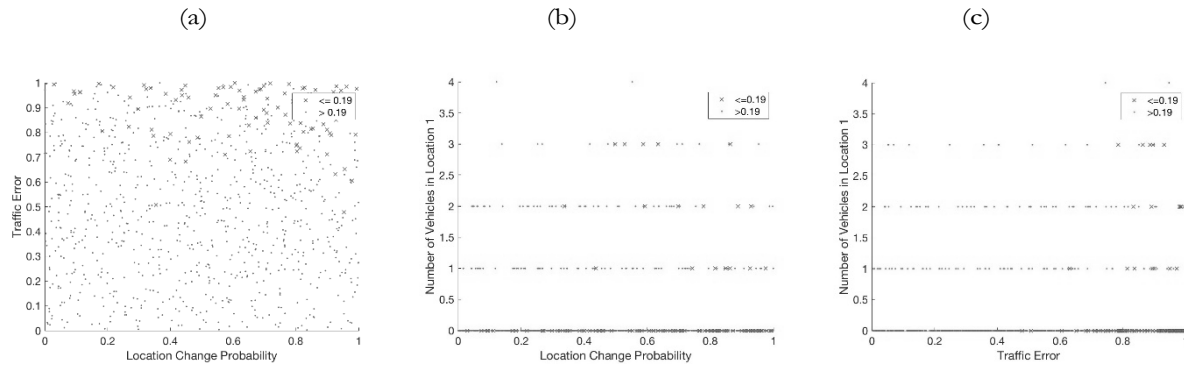 (a)
(b)
(c)
1
0.9
0.8
0.7
0.6
0.5
0.4
0.3
0.2
0.1
0
Traffic Error
<= 0.19
> 0.19
0 0.2 0.4 0.6 0.8 1
Location Change Probability
4
3.5
3
2.5
2
1.5
1
0.5
0
Number of Vehicles in Location 1
<=0.19
>0.19
0 0.2 0.4 0.6 0.8 1
Location Change Probability
4
3.5
3
2.5
2
1.5
1
0.5
0
Number of Vehicles in Location 1
<=0.19
>0.19
0 0.2 0.4 0.6 0.8 1
Traffic Error